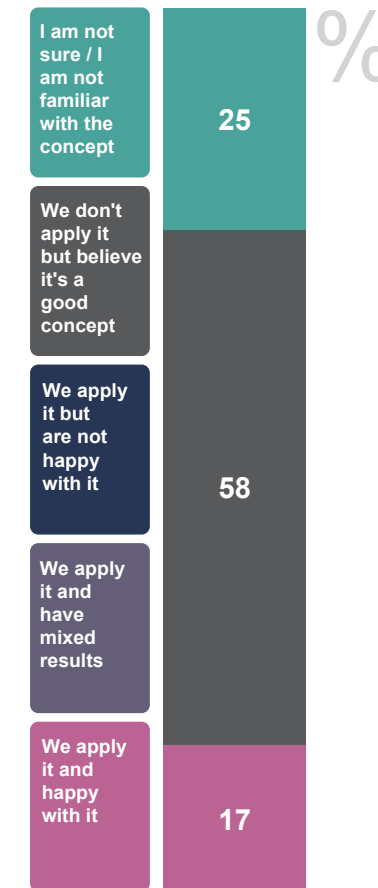 I am not
sure / I
am not
familiar
with the
concept
25
%
We don't
apply it
but believe
it's a
good
concept
58
We apply
it but
are not
happy
with it
We apply
it and
have
mixed
results
We apply
it and
happy
with it
17